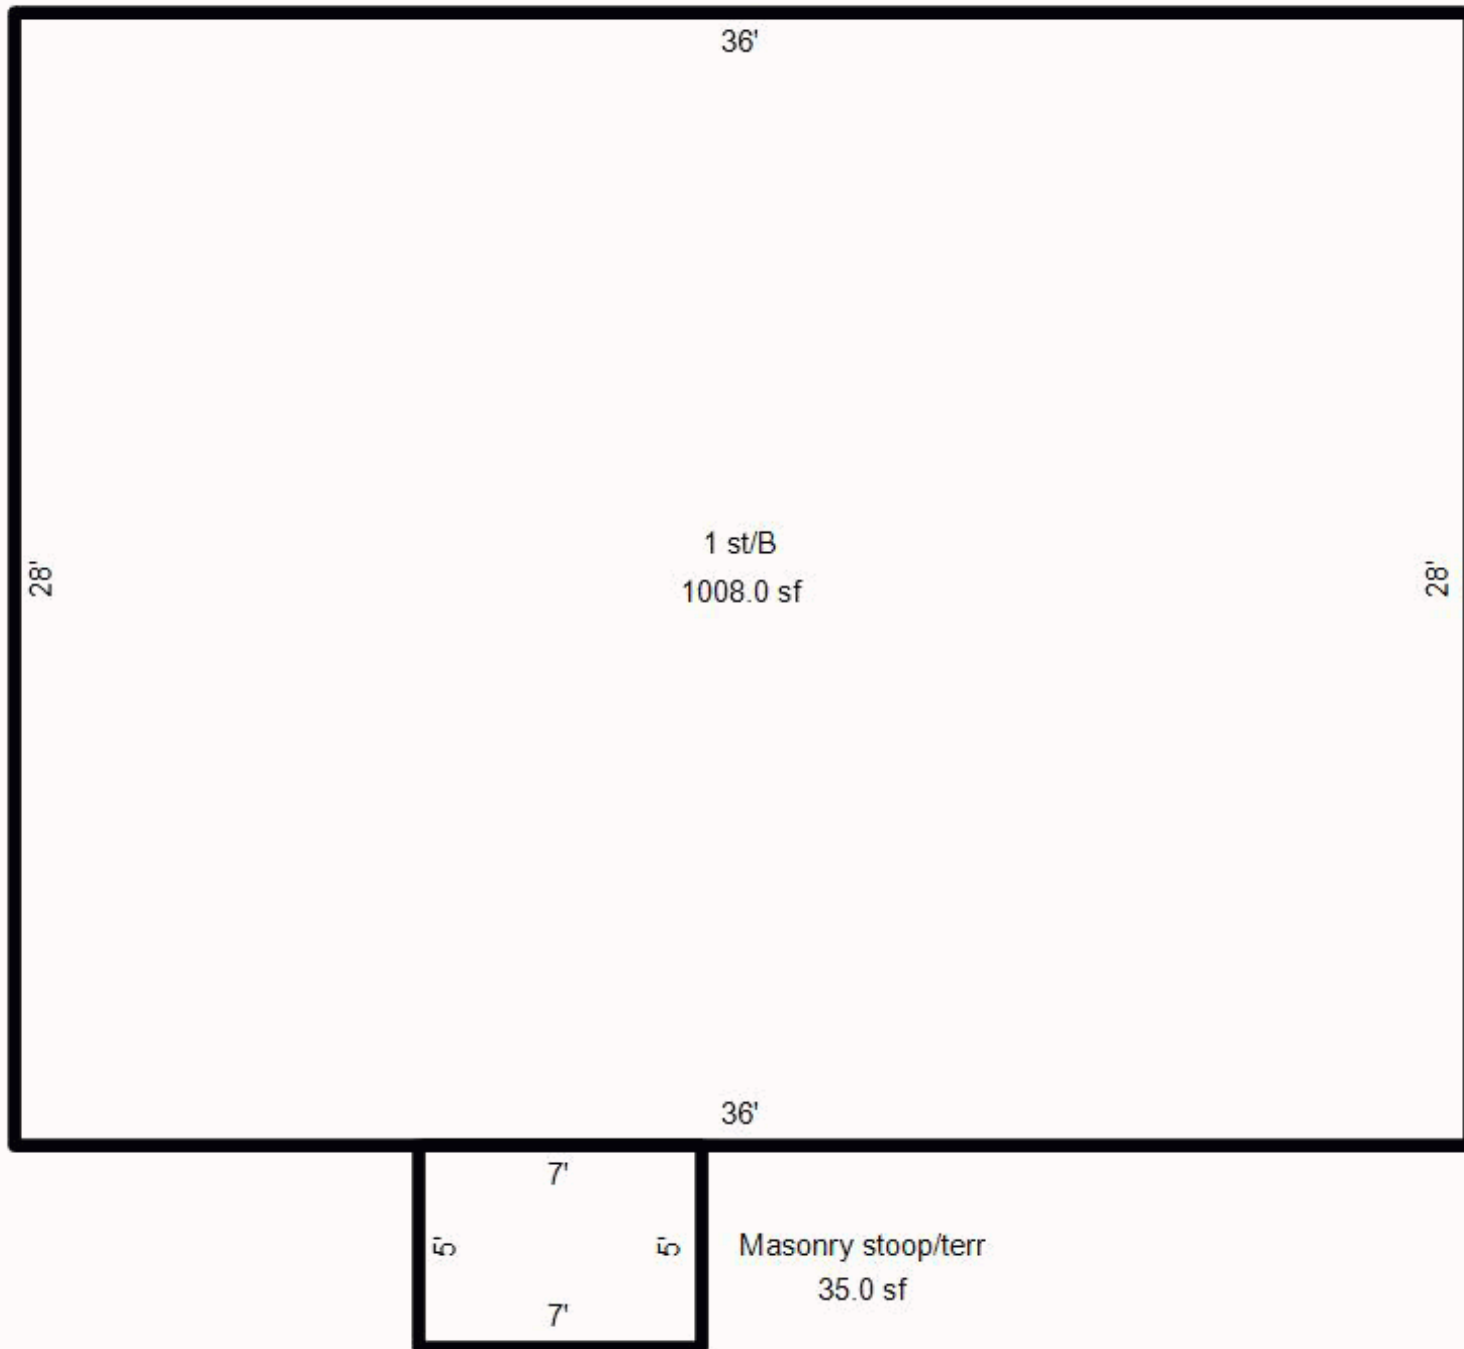 36'
1 st/B
1008.0 sf
28'
28'
36'
7'
5'
5'
Masonry stoop/terr
35.0 sf
7'